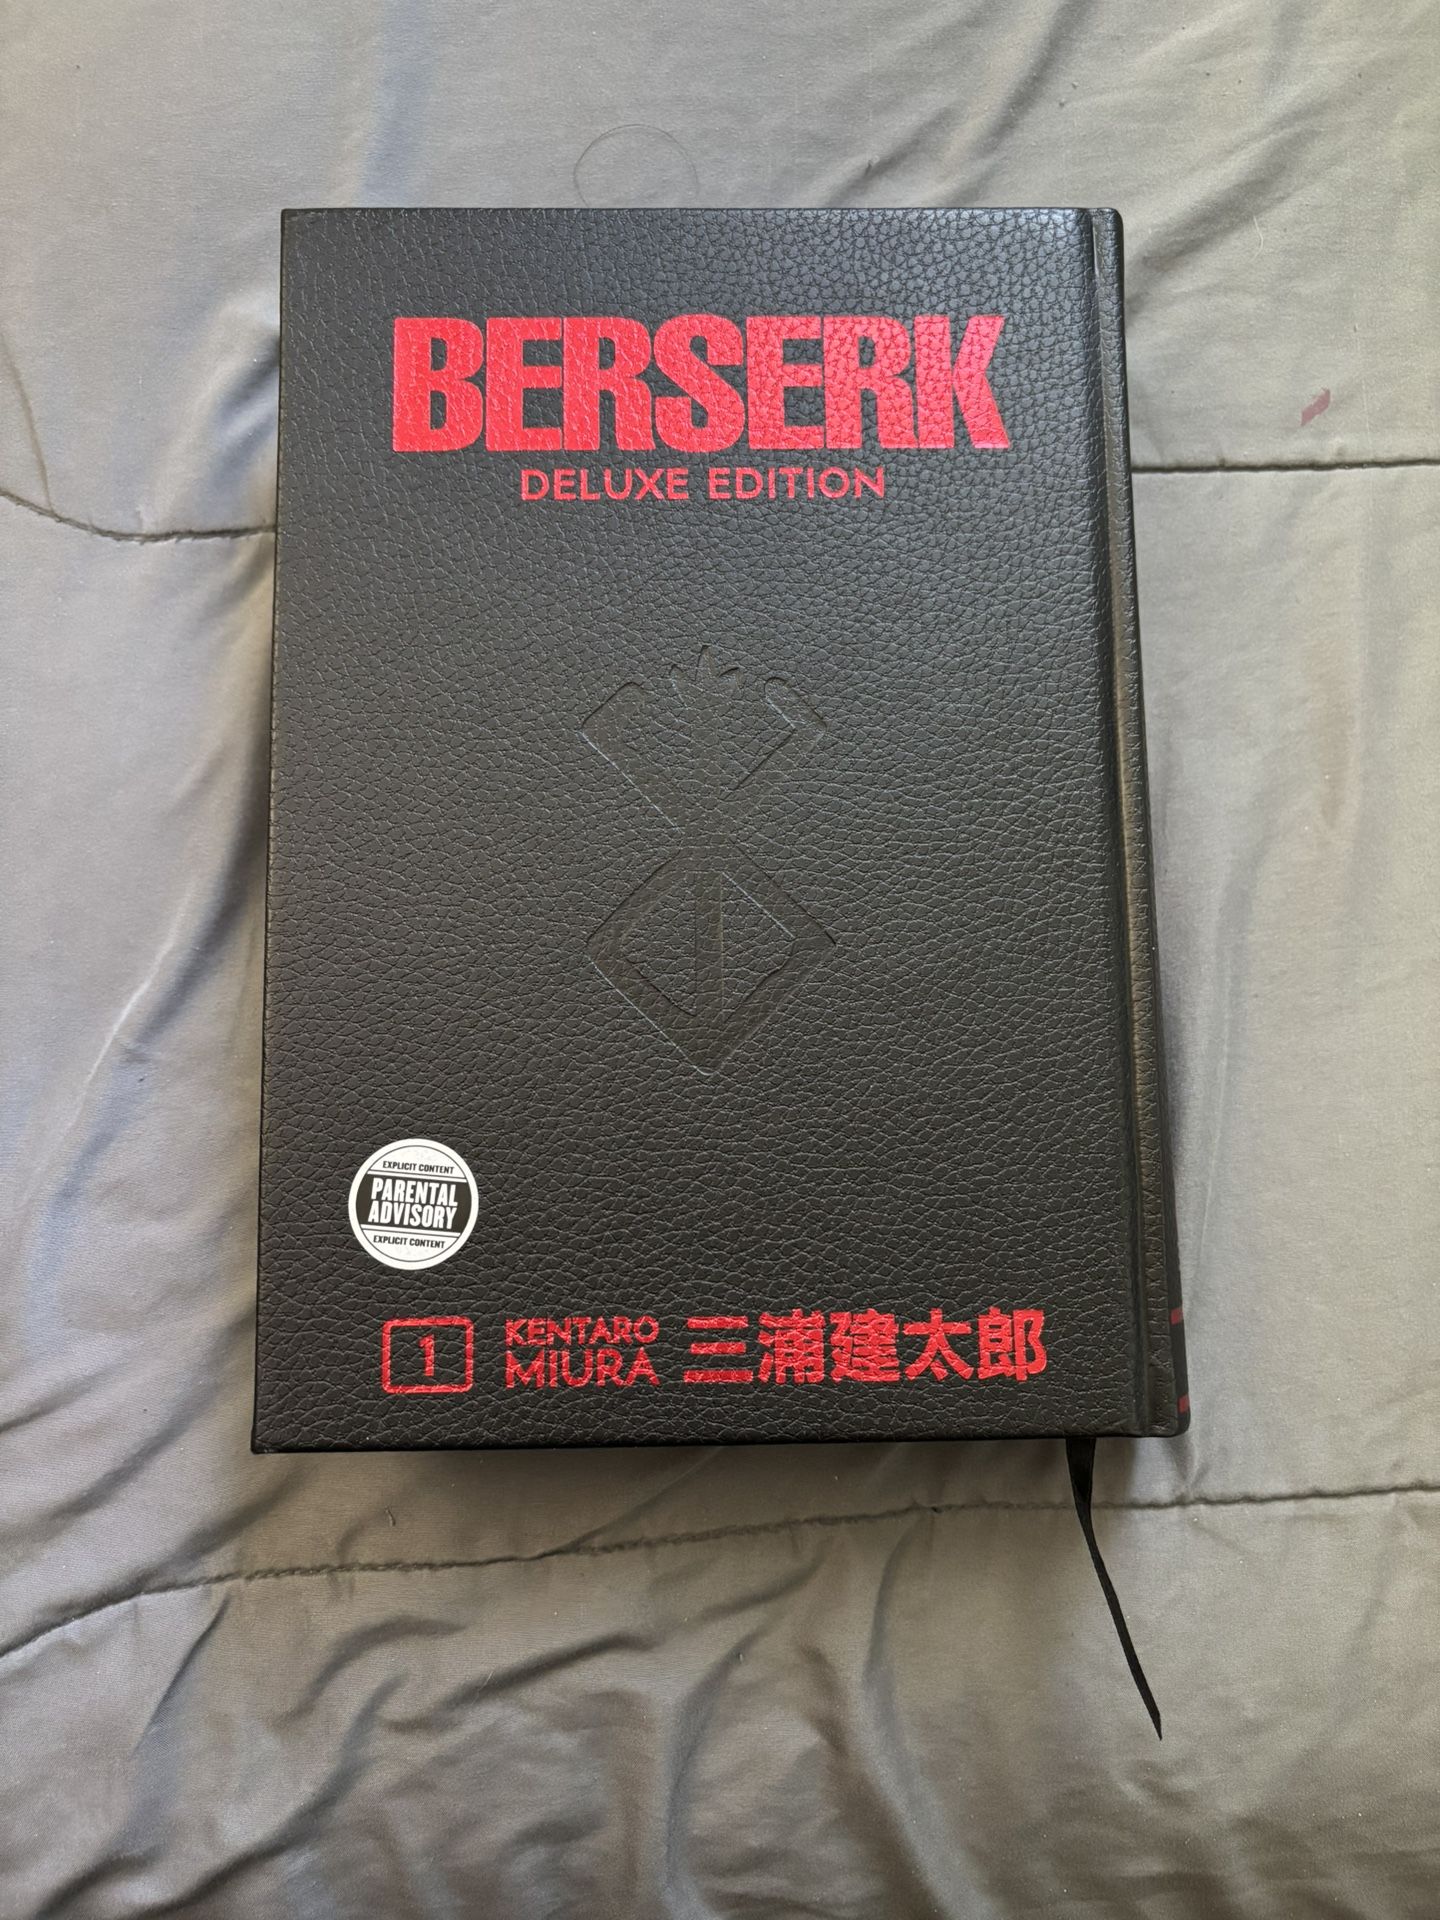 BERSERK
DELUXE EDITION
EXPLICIT CONTENT
PARENTAL
ADVISORY
EXPLICIT CONTENT
1
KENTARO
MIURA
三浦建太郎